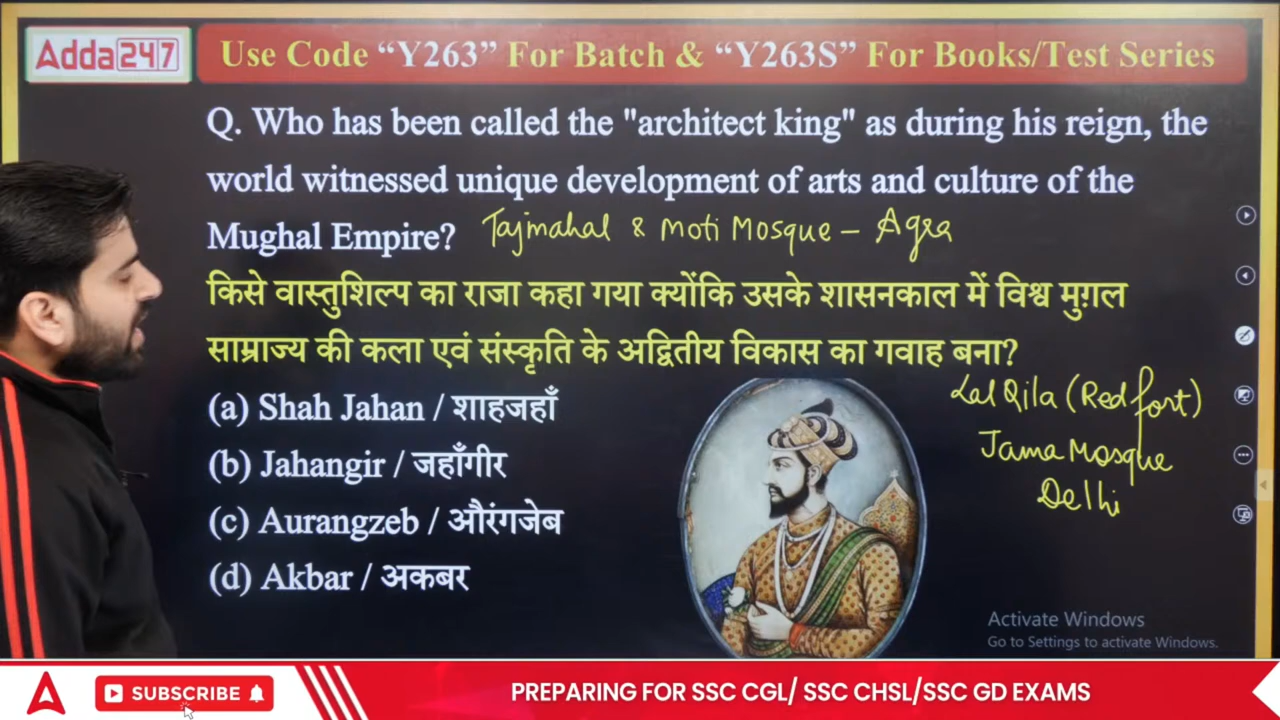 Adda247
Use Code “Y263” For Batch & “Y263S” For Books/Test Series
Q. Who has been called the "architect king" as during his reign, the
world witnessed unique development of arts and culture of the
Mughal Empire? Tajmahal & Moti Mosque – Agra
किसे वास्तुशिल्प का राजा कहा गया क्योंकि उसके शासनकाल में विश्व मुग़ल
साम्राज्य की कला एवं संस्कृति के अद्वितीय विकास का गवाह बना?
(a) Shah Jahan / शाहजहाँ
(b) Jahangir / जहाँगीर
(c) Aurangzeb / औरंगजेब
(d) Akbar / अकबर
Lal Qila (Red fort)
Jama Mosque
Delhi
Activate Windows
Go to Settings to activate Windows.
SUBSCRIBE
PREPARING FOR SSC CGL/ SSC CHSL/SSC GD EXAMS